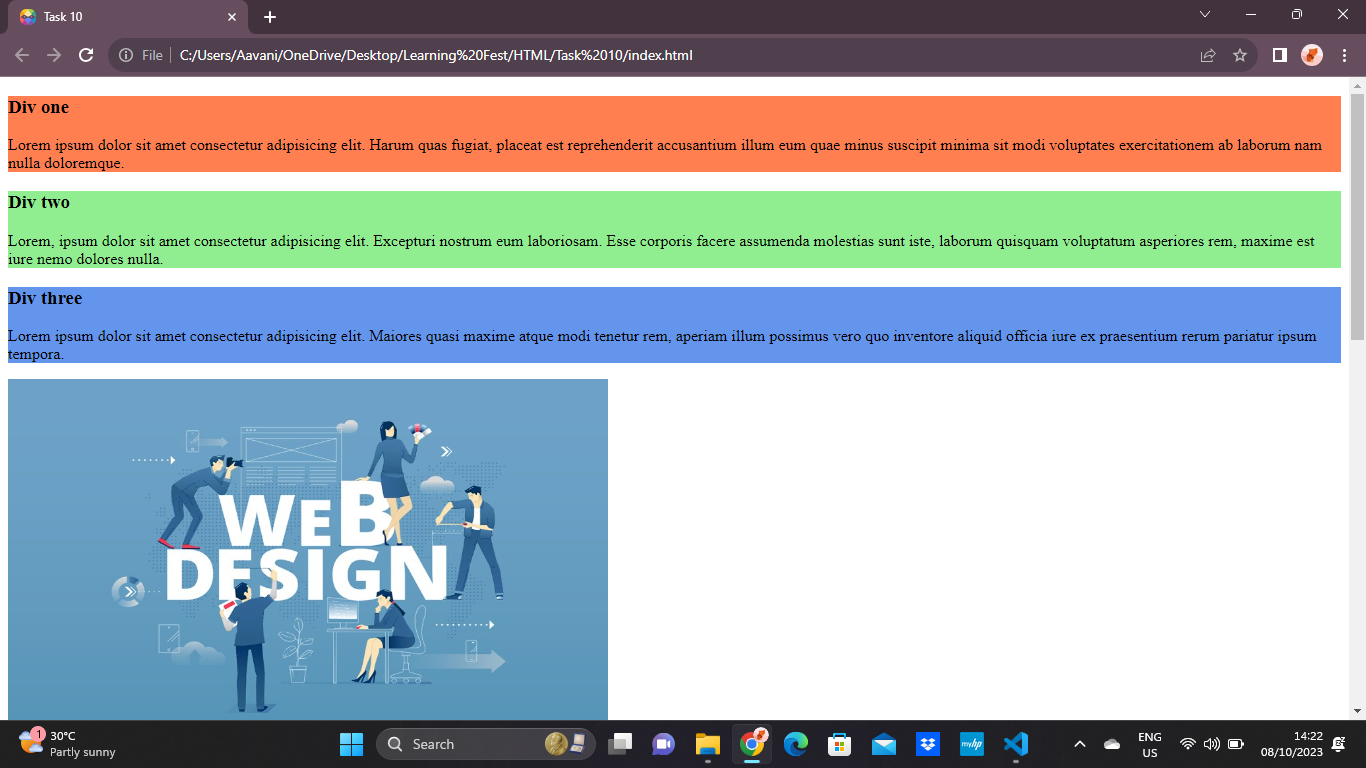 Task 10
File
C:/Users/Aavani/OneDrive/Desktop/Learning%20Fest/HTML/Task%2010/index.html
Div one
Lorem ipsum dolor sit amet consectetur adipisicing elit. Harum quas fugiat, placeat est reprehenderit accusantium illum eum quae minus suscipit minima sit modi voluptates exercitationem ab laborum nam
nulla doloremque.
Div two
Lorem, ipsum dolor sit amet consectetur adipisicing elit. Excepturi nostrum eum laboriosam. Esse corporis facere assumenda molestias sunt iste, laborum quisquam voluptatum asperiores rem, maxime est
iure nemo dolores nulla.
Div three
Lorem ipsum dolor sit amet consectetur adipisicing elit. Maiores quasi maxime atque modi tenetur rem, aperiam illum possimus vero quo inventore aliquid officia iure ex praesentium rerum pariatur ipsum
tempora.
WEB
DESIGN
1
30°C
Partly sunny
Search
myhp
ENG
US
14:22
08/10/2023